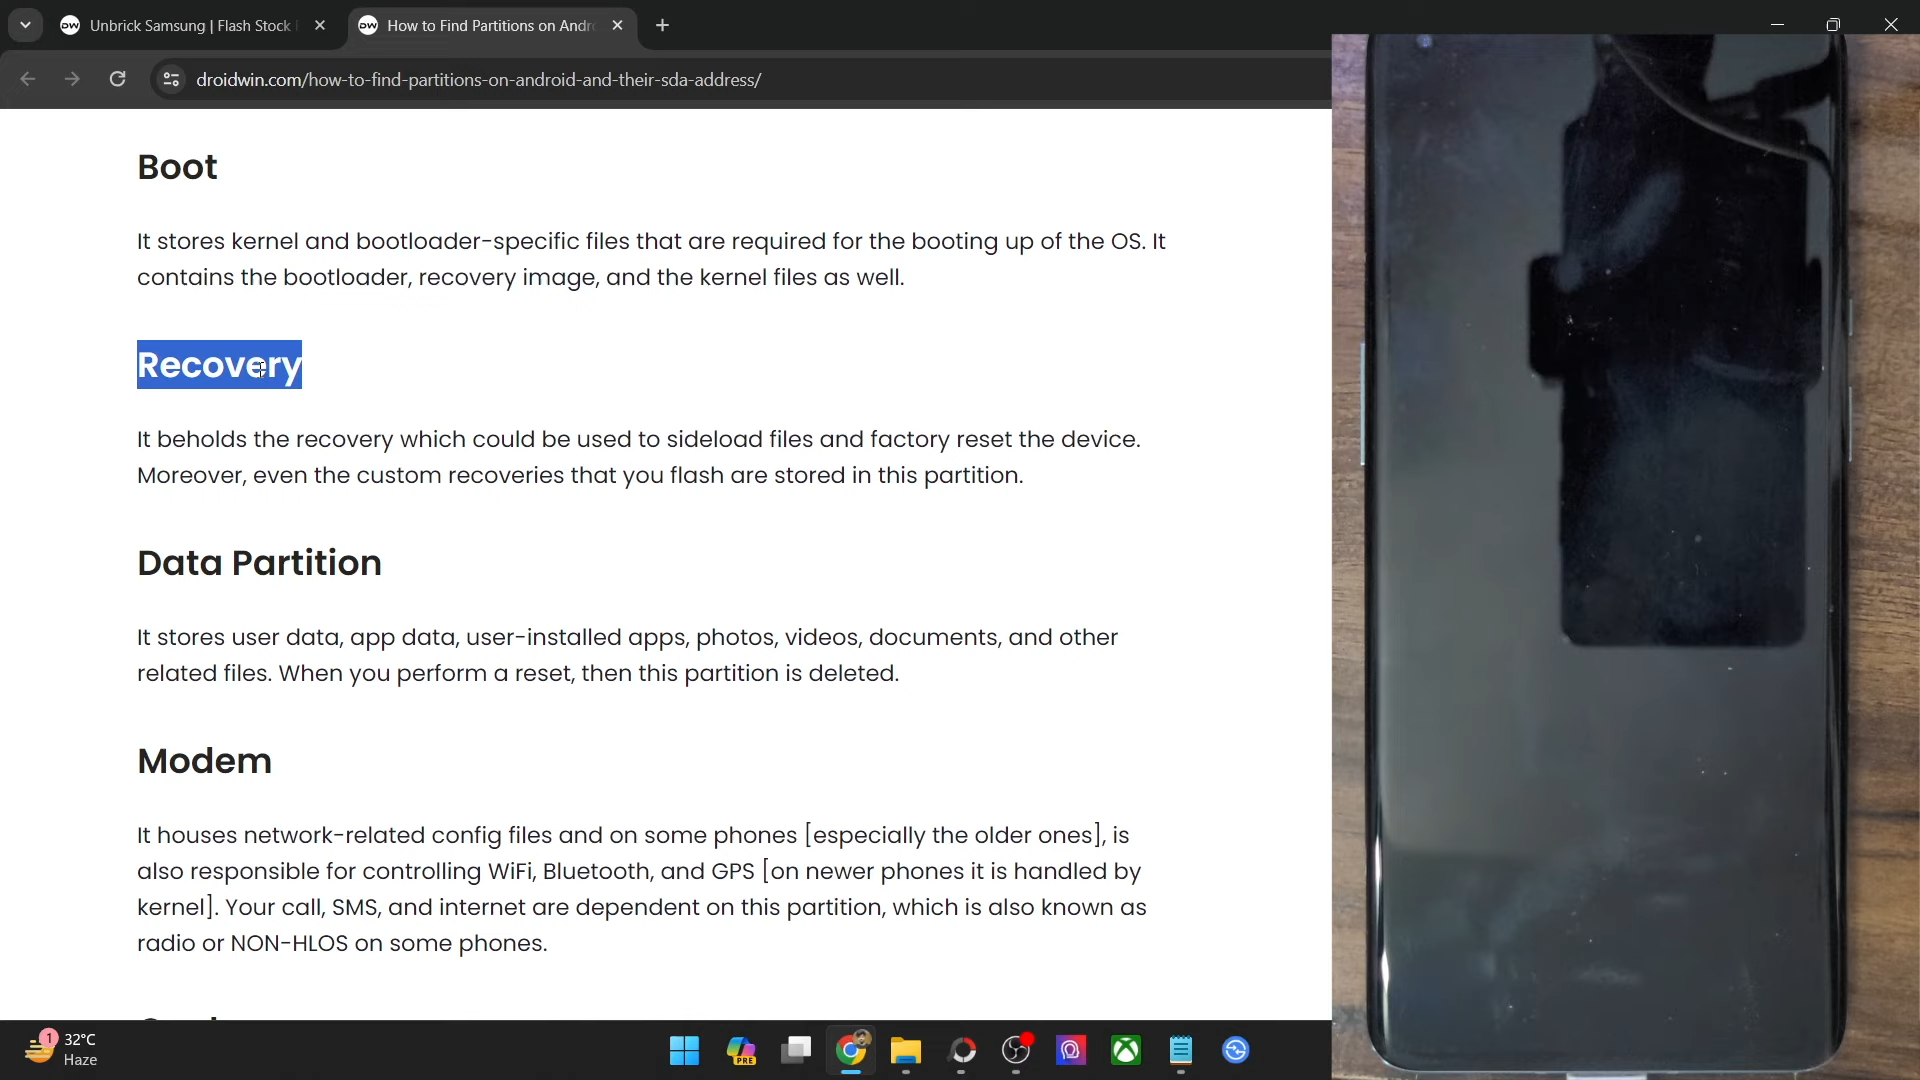 Unbrick Samsung | Flash Stock
How to Find Partitions on Andr
droidwin.com/how-to-find-partitions-on-android-and-their-sda-address/
Boot
It stores kernel and bootloader-specific files that are required for the booting up of the OS. It
contains the bootloader, recovery image, and the kernel files as well.
Recovery
It beholds the recovery which could be used to sideload files and factory reset the device.
Moreover, even the custom recoveries that you flash are stored in this partition.
Data Partition
It stores user data, app data, user-installed apps, photos, videos, documents, and other
related files. When you perform a reset, then this partition is deleted.
Modem
It houses network-related config files and on some phones [especially the older ones], is
also responsible for controlling WiFi, Bluetooth, and GPS [on newer phones it is handled by
kernel]. Your call, SMS, and internet are dependent on this partition, which is also known as
radio or NON-HLOS on some phones.
1
32°C
Haze
PRE